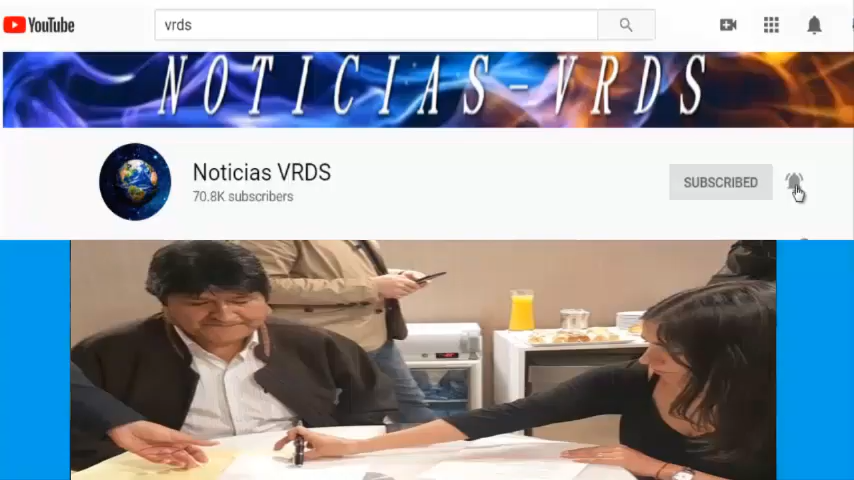 YouTube
vrds
NOTICIAS-VRDS
Noticias VRDS
70.8K subscribers
SUBSCRIBED